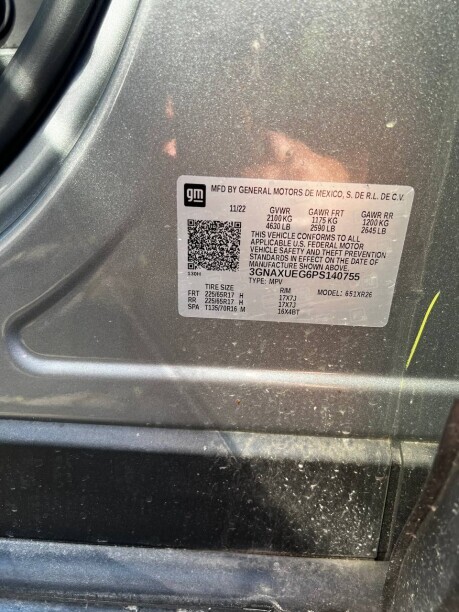 gm MFD BY GENERAL MOTORS DE MEXICO, S. DE R.L. DE C.V.
11/22 GVWR GAWR FRT GAWR RR
2100 KG 1175 KG 1200 KG
4630 LB 2590 LB 2645 LB
THIS VEHICLE CONFORMS TO ALL
APPLICABLE U.S. FEDERAL MOTOR
VEHICLE SAFETY AND THEFT PREVENTION
STANDARDS IN EFFECT ON THE DATE OF
MANUFACTURE SHOWN ABOVE.
3GNAXUEG6PS140755
TYPE: MPV
TIRE SIZE RIM MODEL: 6S1XR26
FRT 225/65R17 H 17X7J
RR 225/65R17 H 17X7J
SPA T135/70R16 M 16X4BT